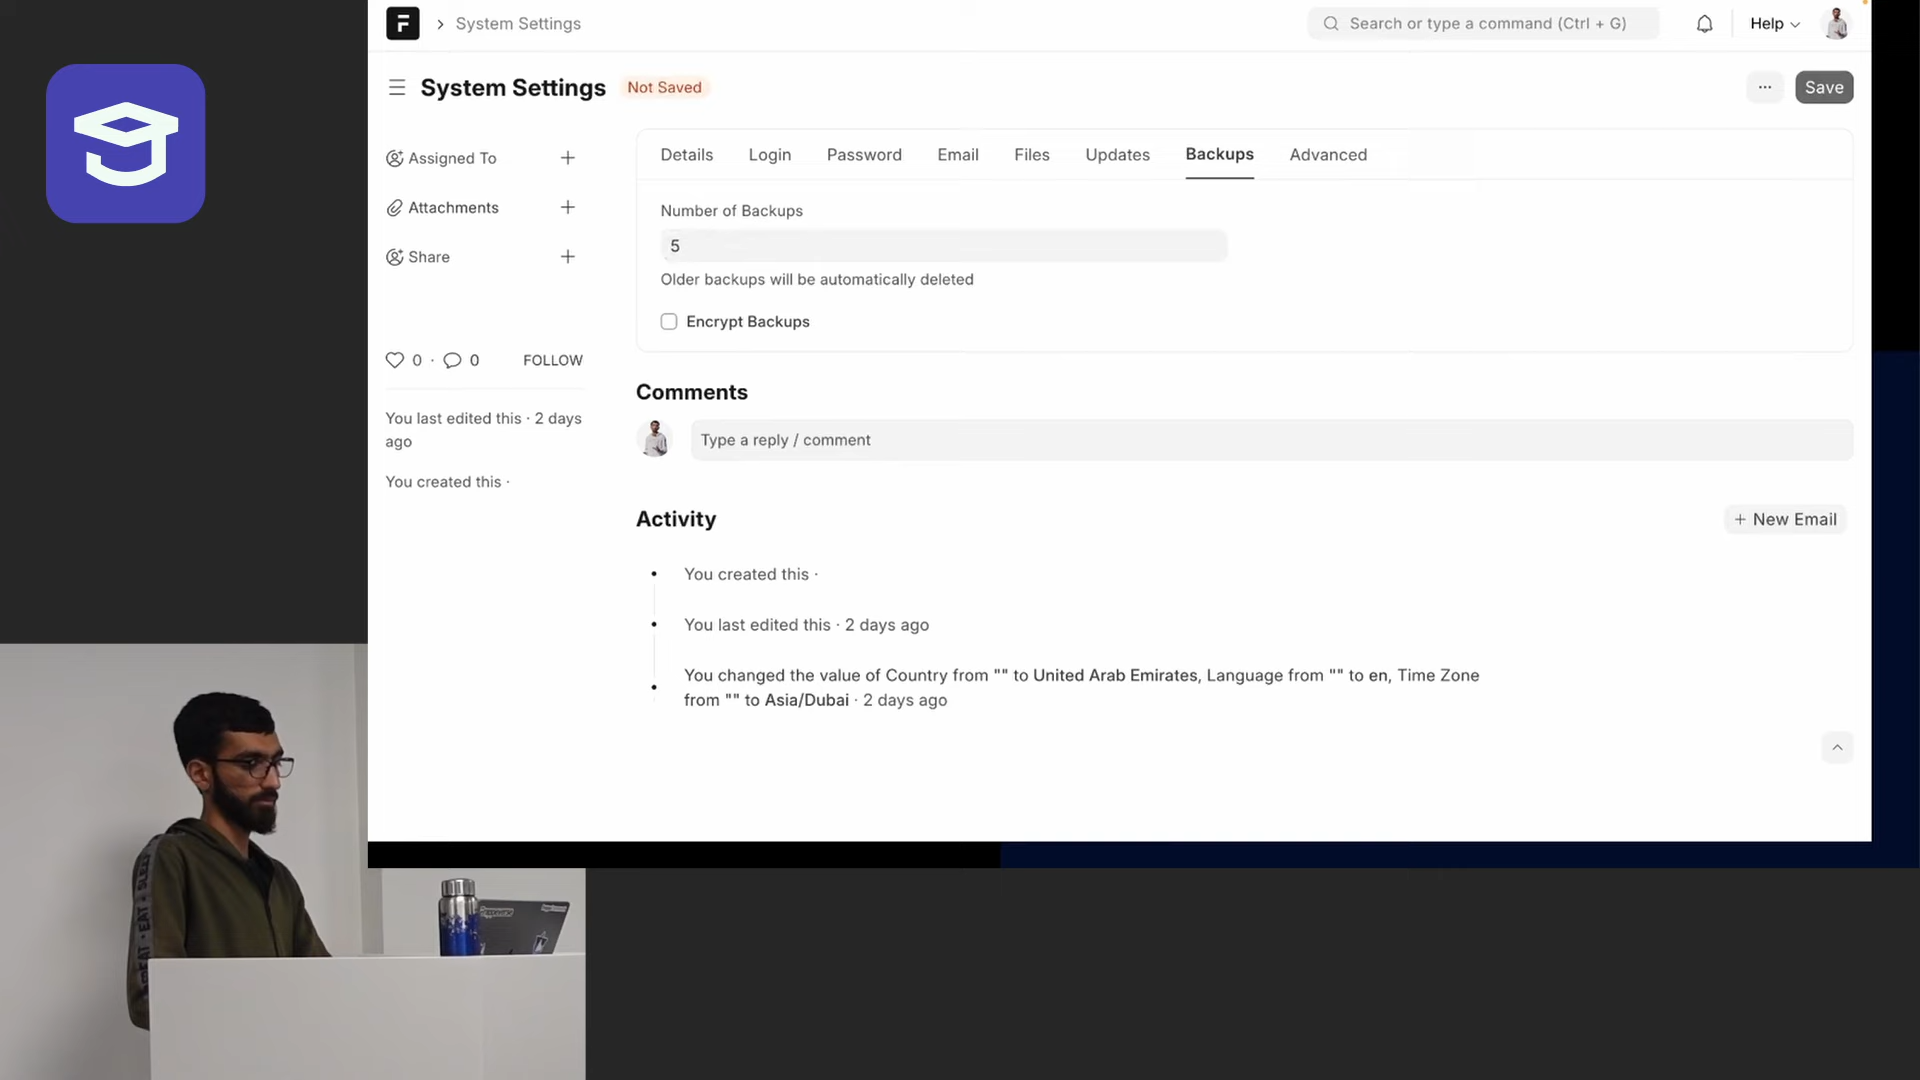 System Settings
Search or type a command (Ctrl + G)
Help
System Settings
Not Saved
Save
Assigned To
Attachments
Share
0 · 0
FOLLOW
You last edited this · 2 days
ago
You created this ·
Details
Login
Password
Email
Files
Updates
Backups
Advanced
Number of Backups
5
Older backups will be automatically deleted
Encrypt Backups
Comments
Type a reply / comment
Activity
+ New Email
You created this ·
You last edited this · 2 days ago
You changed the value of Country from "" to United Arab Emirates, Language from "" to en, Time Zone
from "" to Asia/Dubai · 2 days ago